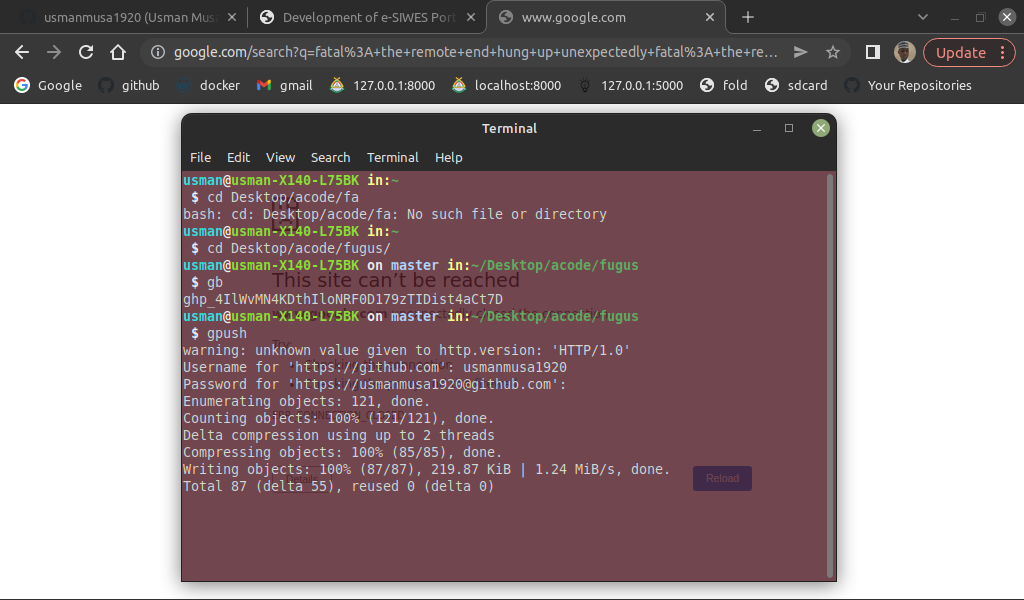 usmanmusa1920 (Usman Mus
Development of e-SIWES Port
www.google.com
google.com/search?q=fatal%3A+the+remote+end+hung+up+unexpectedly+fatal%3A+the+re...
Update
Google github docker gmail 127.0.0.1:8000 localhost:8000 127.0.0.1:5000 fold sdcard Your Repositories
Terminal
File Edit View Search Terminal Help
usman@usman-X140-L75BK in:~
$ cd Desktop/acode/fa
bash: cd: Desktop/acode/fa: No such file or directory
usman@usman-X140-L75BK in:~
$ cd Desktop/acode/fugus/
usman@usman-X140-L75BK on master in:~/Desktop/acode/fugus
$ gb
This site can't be reached
usman@usman-X140-L75BK on master in:~/Desktop/acode/fugus
$ gpush
warning: unknown value given to http.version: 'HTTP/1.0'
Username for 'https://github.com': usmanmusa1920
Password for 'https://usmanmusa1920@github.com':
Enumerating objects: 121, done.
Counting objects: 100% (121/121), done.
Delta compression using up to 2 threads
Compressing objects: 100% (85/85), done.
Writing objects: 100% (87/87), 219.87 KiB | 1.24 MiB/s, done.
Reload
Total 87 (delta 55), reused 0 (delta 0)